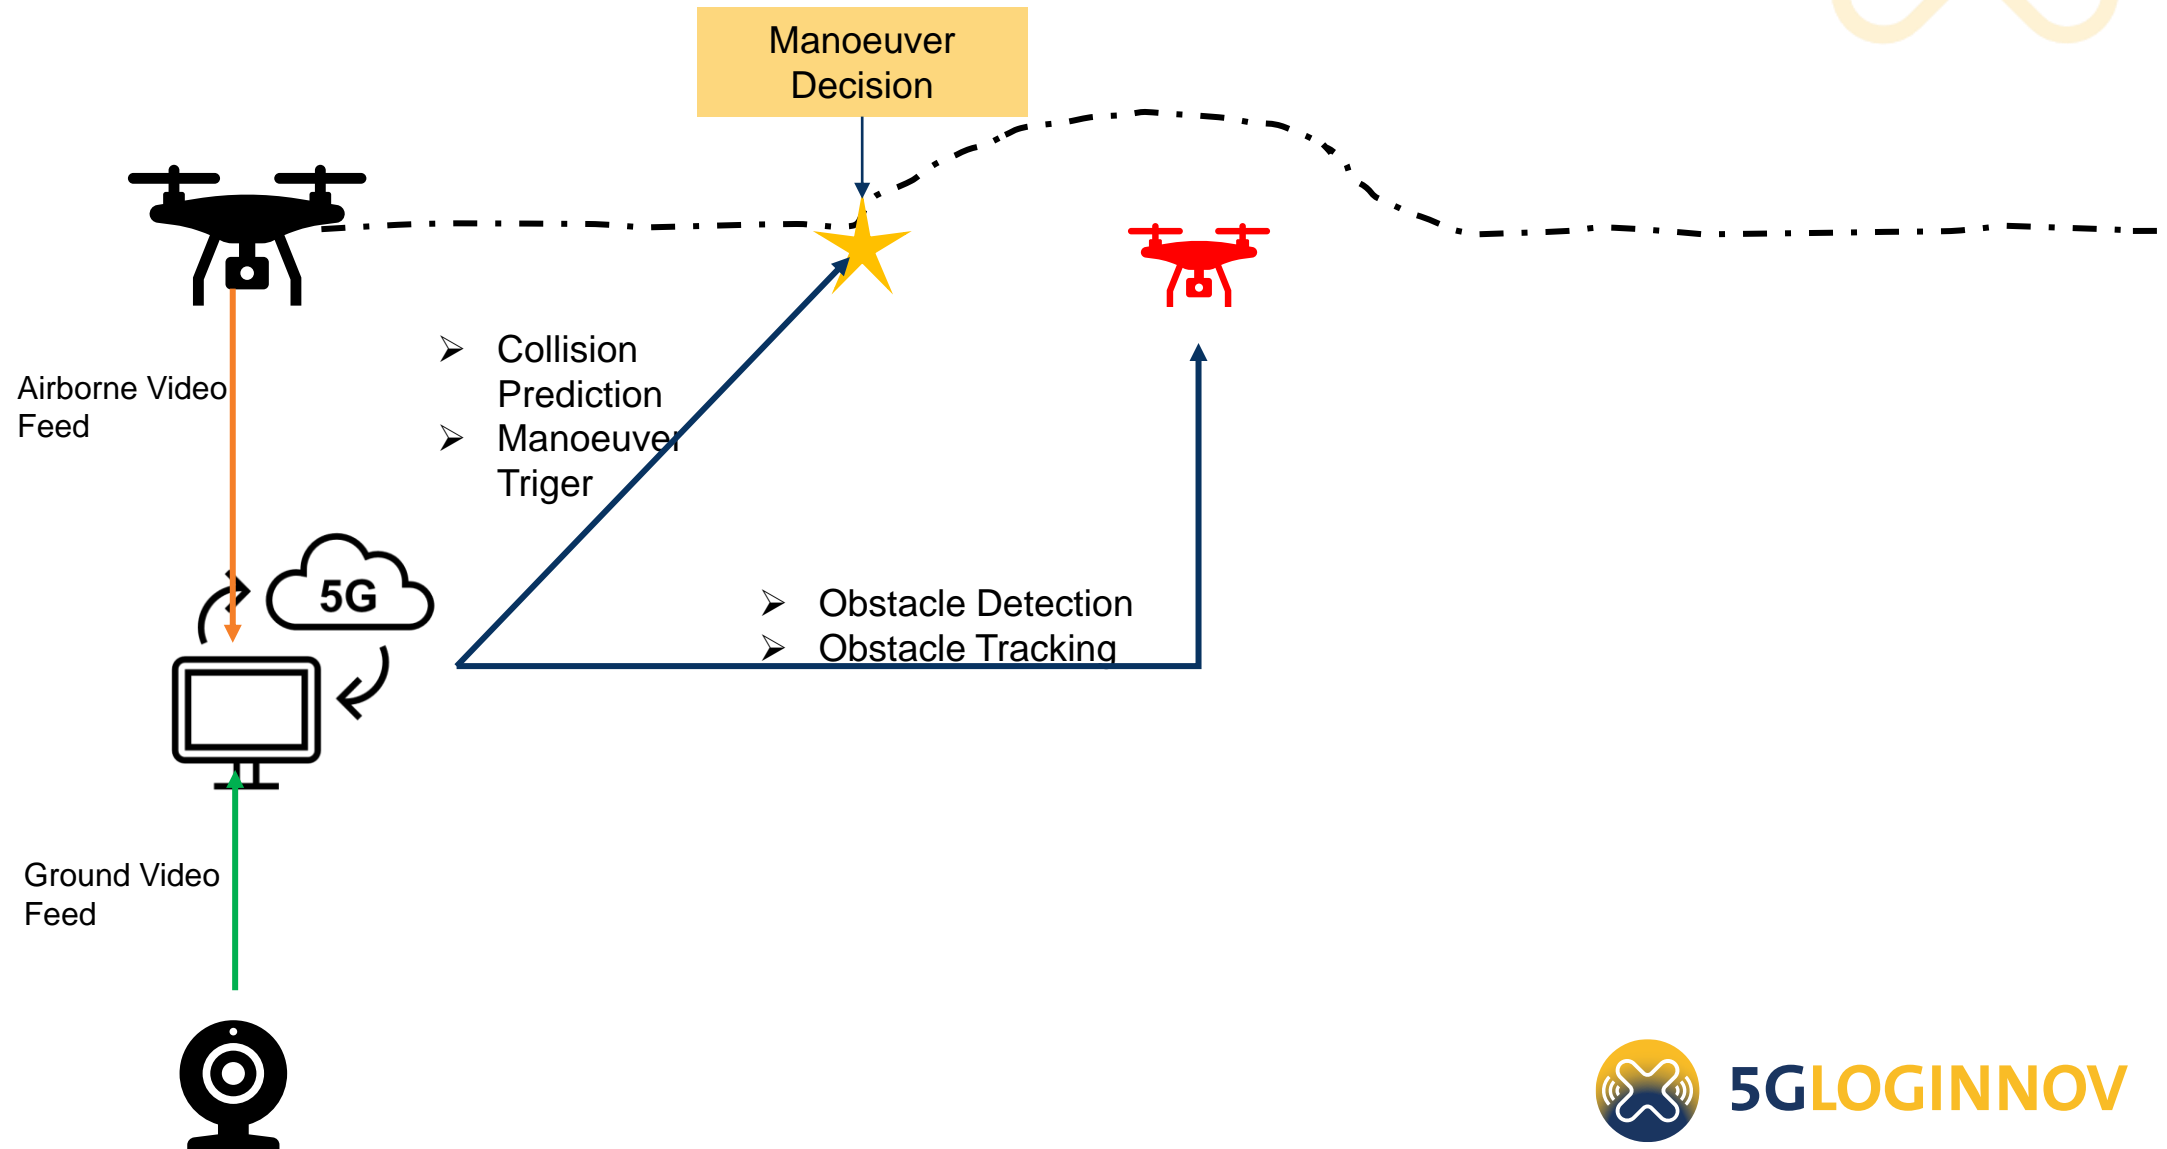 Manoeuver
Decision
Collision
Prediction
Manoeuver
Triger
Airborne Video
Feed
5G
Obstacle Detection
Obstacle Tracking
Ground Video
Feed
5GLOGINNOV